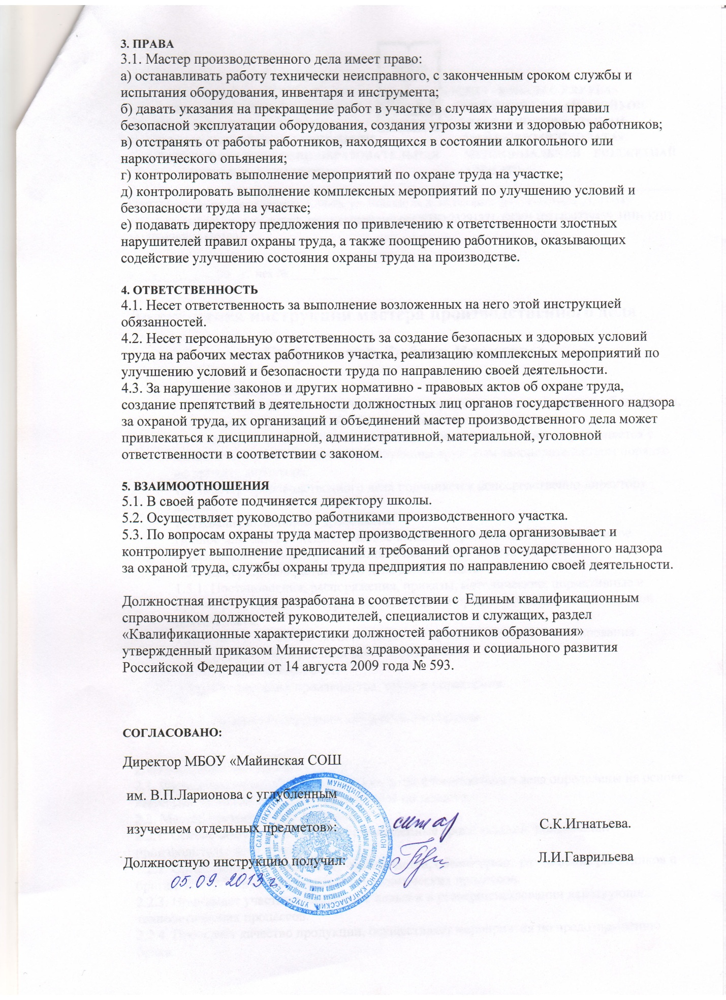 3. ПРАВА
3.1. Мастер производственного дела имеет право:
а) останавливать работу технически неисправного, с законченным сроком службы и
испытания оборудования, инвентаря и инструмента;
б) давать указания на прекращение работ в участке в случаях нарушения правил
безопасной эксплуатации оборудования, создания угрозы жизни и здоровью работников;
в) отстранять от работы работников, находящихся в состоянии алкогольного или
наркотического опьянения;
г) контролировать выполнение мероприятий по охране труда на участке;
д) контролировать выполнение комплексных мероприятий по улучшению условий и
безопасности труда на участке;
е) подавать директору предложения по привлечению к ответственности злостных
нарушителей правил охраны труда, а также поощрению работников, оказывающих
содействие улучшению состояния охраны труда на производстве.
4. ОТВЕТСТВЕННОСТЬ
4.1. Несет ответственность за выполнение возложенных на него этой инструкцией
обязанностей.
4.2. Несет персональную ответственность за создание безопасных и здоровых условий
труда на рабочих местах работников участка, реализацию комплексных мероприятий по
улучшению условий и безопасности труда по направлению своей деятельности.
4.3. За нарушение законов и других нормативно - правовых актов об охране труда,
создание препятствий в деятельности должностных лиц органов государственного надзора
за охраной труда, их организаций и объединений мастер производственного дела может
привлекаться к дисциплинарной, административной, материальной, уголовной
ответственности в соответствии с законом.
5. ВЗАИМООТНОШЕНИЯ
5.1. В своей работе подчиняется директору школы.
5.2. Осуществляет руководство работниками производственного участка.
5.3. По вопросам охраны труда мастер производственного дела организовывает и
контролирует выполнение предписаний и требований органов государственного надзора
за охраной труда, службы охраны труда предприятия по направлению своей деятельности.
Должностная инструкция разработана в соответствии с Единым квалификационным
справочником должностей руководителей, специалистов и служащих, раздел
«Квалификационные характеристики должностей работников образования»
утвержденный приказом Министерства здравоохранения и социального развития
Российской Федерации от 14 августа 2009 года № 593.
СОГЛАСОВАНО:
Директор МБОУ «Майинская СОШ
им. В.П.Ларионова с углубленным
изучением отдельных предметов»: С.К.Игнатьева.
Должностную инструкцию получил: Л.И.Гаврильева
05.09. 2013 г.
РЕСПУБЛИКИ САХА (ЯКУТИЯ)
МУНИЦИПАЛЬНЫЙ РАЙОН "МЕГИНО-КАНГАЛАССКИЙ УЛУС"